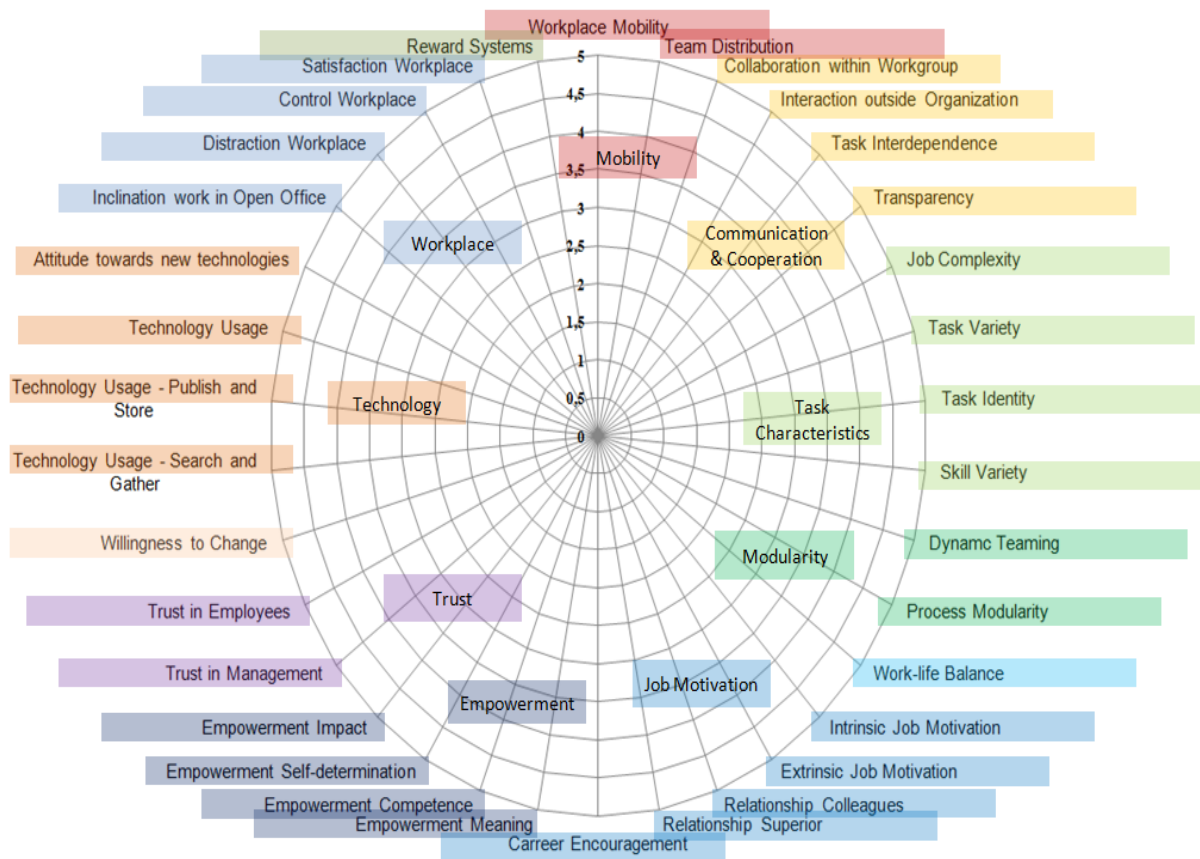 Workplace Mobility
Reward Systems
Team Distribution
Satisfaction Workplace
Collaboration within Workgroup
Control Workplace
Interaction outside Organization
Distraction Workplace
Task Interdependence
Inclination work in Open Office
Transparency
Attitude towards new technologies
Job Complexity
Technology Usage
Task Variety
Technology Usage - Publish and
Store
Task Identity
Technology Usage - Search and
Gather
Skill Variety
Willingness to Change
Dynamc Teaming
Trust in Employees
Process Modularity
Trust in Management
Work-life Balance
Empowerment Impact
Intrinsic Job Motivation
Empowerment Self-determination
Extrinsic Job Motivation
Empowerment Competence
Relationship Colleagues
Empowerment Meaning
Relationship Superior
Carreer Encouragement
5
4,5
4
3,5
3
2,5
2
1,5
1
0,5
0
Mobility
Workplace
Communication
& Cooperation
Technology
Task
Characteristics
Modularity
Trust
Job Motivation
Empowerment